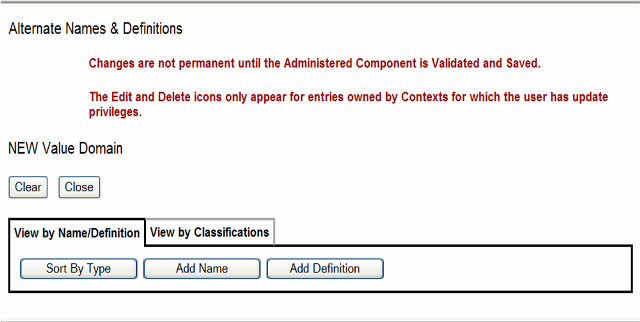 Alternate Names & Definitions
Changes are not permanent until the Administered Component is Validated and Saved.
The Edit and Delete icons only appear for entries owned by Contexts for which the user has update
privileges.
NEW Value Domain
Clear Close
View by Name/Definition View by Classifications
Sort By Type Add Name Add Definition